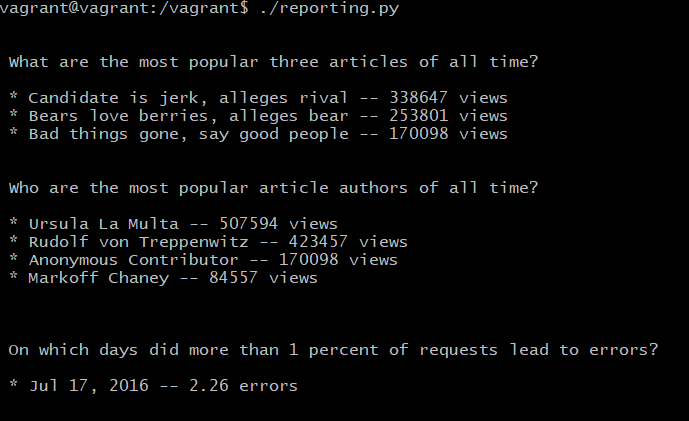 vagrant@vagrant:/vagrant$ ./reporting.py
What are the most popular three articles of all time?
* Candidate is jerk, alleges rival -- 338647 views
* Bears love berries, alleges bear -- 253801 views
* Bad things gone, say good people -- 170098 views
Who are the most popular article authors of all time?
* Ursula La Multa -- 507594 views
* Rudolf von Treppenwitz -- 423457 views
* Anonymous Contributor -- 170098 views
* Markoff Chaney -- 84557 views
On which days did more than 1 percent of requests lead to errors?
* Jul 17, 2016 -- 2.26 errors